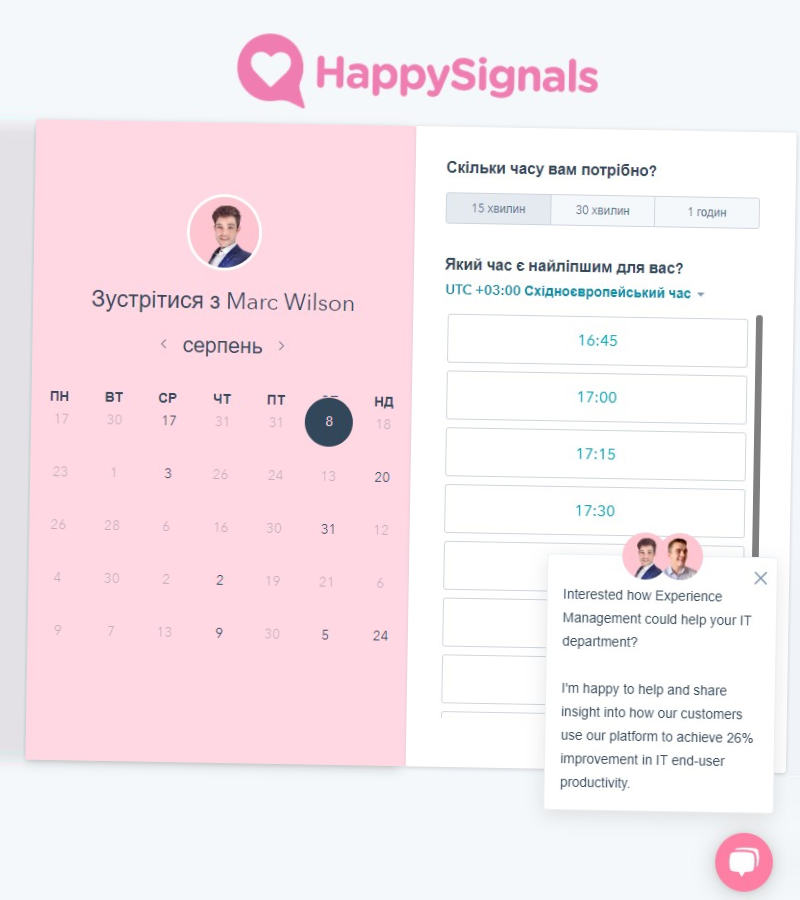 HappySignals
Зустрітися з Marc Wilson
серпень
ПН ВТ СР ЧТ ПТ НД
17 30 17 31 31 8 18
23 1 3 26 24 13 20
26 28 6 16 30 31 12
4 30 2 2 19 21 6
9 7 13 9 30 5 24
Скільки часу вам потрібно?
15 хвилин 30 хвилин 1 годин
Який час є найліпшим для вас?
UTC +03:00 Східноєвропейський час
16:45
17:00
17:15
17:30
Interested how Experience
Management could help your IT
department?
I'm happy to help and share
insight into how our customers
use our platform to achieve 26%
improvement in IT end-user
productivity.